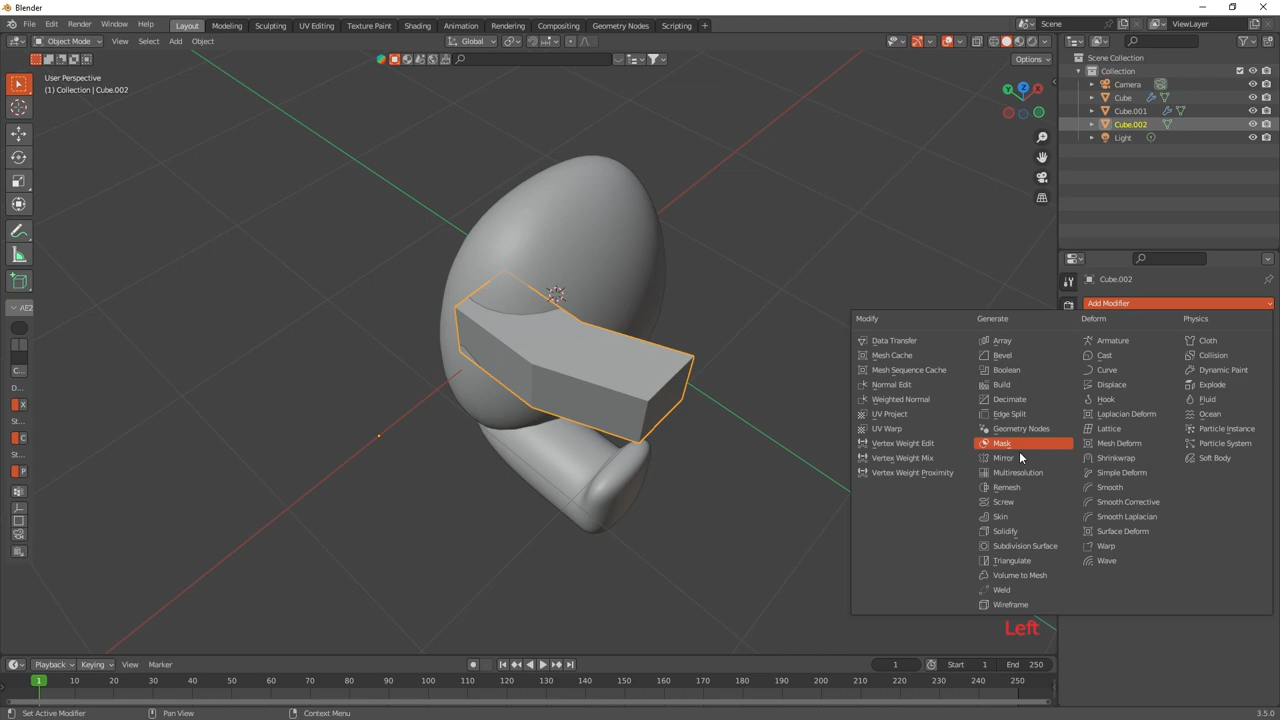 Blender
File Edit Render Window Help
Layout Modeling Sculpting UV Editing Texture Paint Shading Animation Rendering Compositing Geometry Nodes Scripting +
Scene
ViewLayer
Object Mode View Select Add Object
Global
Options
User Perspective
(1) Collection | Cube.002
Y Z X
Scene Collection
Collection
Camera
Cube
Cube.001
Cube.002
Light
Cube.002
Add Modifier
AE2
C...
D...
X
St...
C
St...
P
Modify
Data Transfer
Mesh Cache
Mesh Sequence Cache
Normal Edit
Weighted Normal
UV Project
UV Warp
Vertex Weight Edit
Vertex Weight Mix
Vertex Weight Proximity
Generate
Array
Bevel
Boolean
Build
Decimate
Edge Split
Geometry Nodes
Mask
Mirror
Multiresolution
Remesh
Screw
Skin
Solidify
Subdivision Surface
Triangulate
Volume to Mesh
Weld
Wireframe
Deform
Armature
Cast
Curve
Displace
Hook
Laplacian Deform
Lattice
Mesh Deform
Shrinkwrap
Simple Deform
Smooth
Smooth Corrective
Smooth Laplacian
Surface Deform
Warp
Wave
Physics
Cloth
Collision
Dynamic Paint
Explode
Fluid
Ocean
Particle Instance
Particle System
Soft Body
Left
Playback Keying View Marker
1 Start 1 End 250
1 10 20 30 40 50 60 70 80 90 100 110 120 130 140 150 160 170 180 190 200 210 220 230 240 250
Set Active Modifier Pan View Context Menu 3.5.0